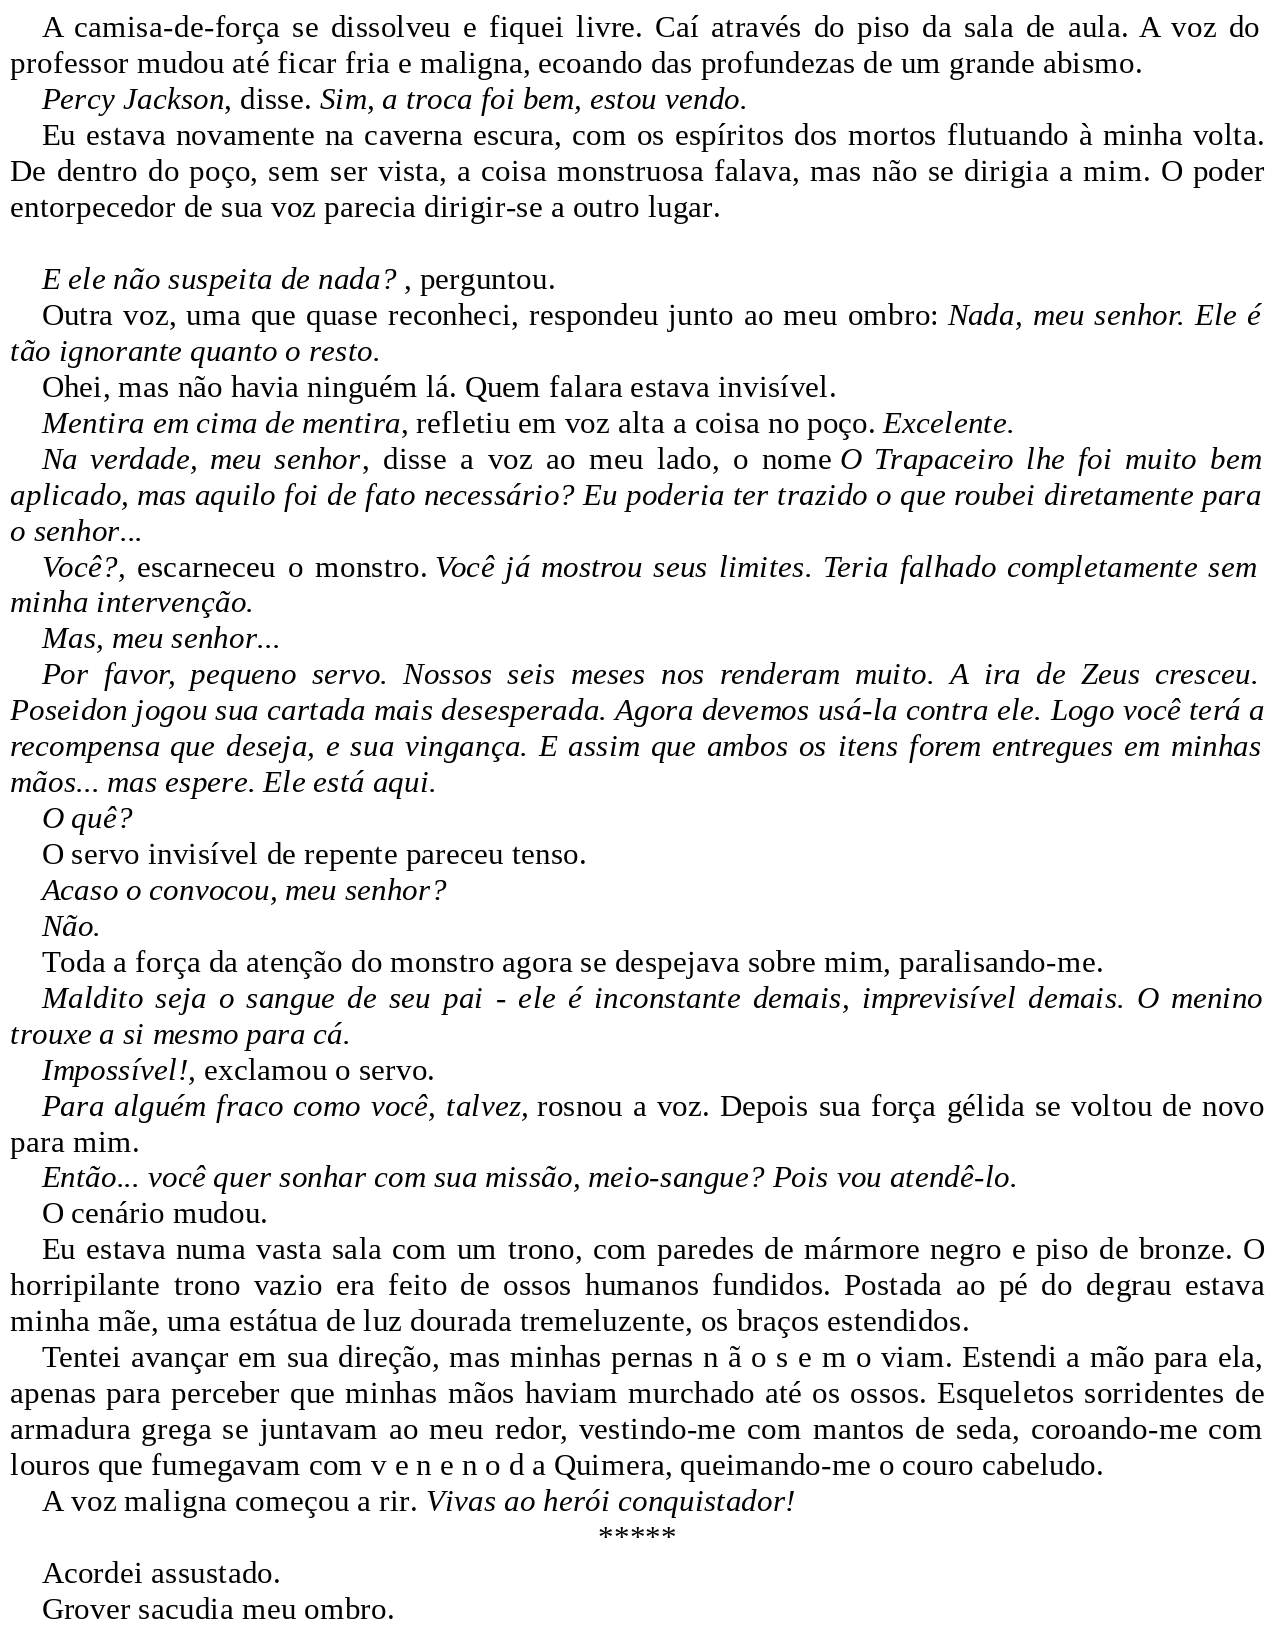 A camisa-de-força se dissolveu e fiquei livre. Caí através do piso da sala de aula. A voz do
professor mudou até ficar fria e maligna, ecoando das profundezas de um grande abismo.
Percy Jackson, disse. Sim, a troca foi bem, estou vendo.
Eu estava novamente na caverna escura, com os espíritos dos mortos flutuando à minha volta.
De dentro do poço, sem ser vista, a coisa monstruosa falava, mas não se dirigia a mim. O poder
entorpecedor de sua voz parecia dirigir-se a outro lugar.
E ele não suspeita de nada? , perguntou.
Outra voz, uma que quase reconheci, respondeu junto ao meu ombro: Nada, meu senhor. Ele é
tão ignorante quanto o resto.
Ohei, mas não havia ninguém lá. Quem falara estava invisível.
Mentira em cima de mentira, refletiu em voz alta a coisa no poço. Excelente.
Na verdade, meu senhor, disse a voz ao meu lado, o nome O Trapaceiro lhe foi muito bem
aplicado, mas aquilo foi de fato necessário? Eu poderia ter trazido o que roubei diretamente para
o senhor...
Você?, escarneceu o monstro. Você já mostrou seus limites. Teria falhado completamente sem
minha intervenção.
Mas, meu senhor...
Por favor, pequeno servo. Nossos seis meses nos renderam muito. A ira de Zeus cresceu.
Poseidon jogou sua cartada mais desesperada. Agora devemos usá-la contra ele. Logo você terá a
recompensa que deseja, e sua vingança. E assim que ambos os itens forem entregues em minhas
mãos... mas espere. Ele está aqui.
O quê?
O servo invisível de repente pareceu tenso.
Acaso o convocou, meu senhor?
Não.
Toda a força da atenção do monstro agora se despejava sobre mim, paralisando-me.
Maldito seja o sangue de seu pai - ele é inconstante demais, imprevisível demais. O menino
trouxe a si mesmo para cá.
Impossível!, exclamou o servo.
Para alguém fraco como você, talvez, rosnou a voz. Depois sua força gélida se voltou de novo
para mim.
Então... você quer sonhar com sua missão, meio-sangue? Pois vou atendê-lo.
O cenário mudou.
Eu estava numa vasta sala com um trono, com paredes de mármore negro e piso de bronze. O
horripilante trono vazio era feito de ossos humanos fundidos. Postada ao pé do degrau estava
minha mãe, uma estátua de luz dourada tremeluzente, os braços estendidos.
Tentei avançar em sua direção, mas minhas pernas n ã o s e m o viam. Estendi a mão para ela,
apenas para perceber que minhas mãos haviam murchado até os ossos. Esqueletos sorridentes de
armadura grega se juntavam ao meu redor, vestindo-me com mantos de seda, coroando-me com
louros que fumegavam com v e n e n o d a Quimera, queimando-me o couro cabeludo.
A voz maligna começou a rir. Vivas ao herói conquistador!
*****
Acordei assustado.
Grover sacudia meu ombro.